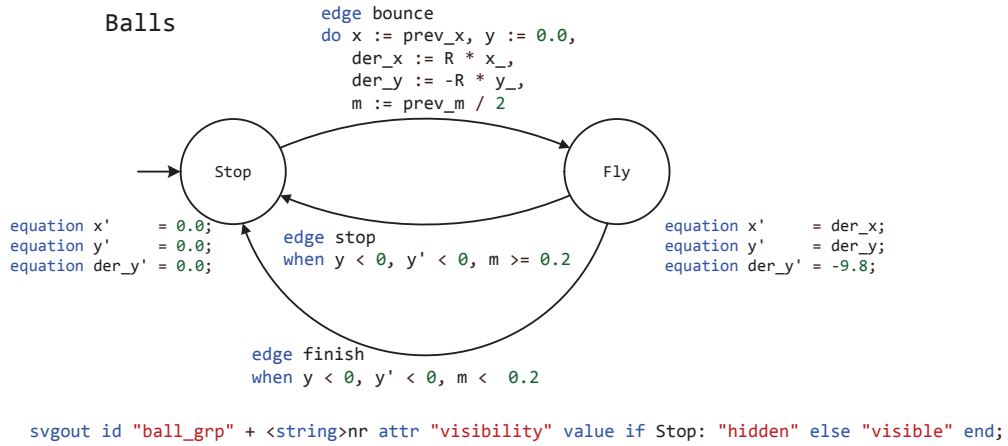 Balls
edge bounce
do x := prev_x, y := 0.0,
der_x := R * x_,
der_y := -R * y_,
m := prev_m / 2
Stop
Fly
equation x' = 0.0;
equation y' = 0.0;
equation der_y' = 0.0;
edge stop
when y < 0, y' < 0, m >= 0.2
equation x' = der_x;
equation y' = der_y;
equation der_y' = -9.8;
edge finish
when y < 0, y' < 0, m < 0.2
svgout id "ball_grp" + <string>nr attr "visibility" value if Stop: "hidden" else "visible" end;